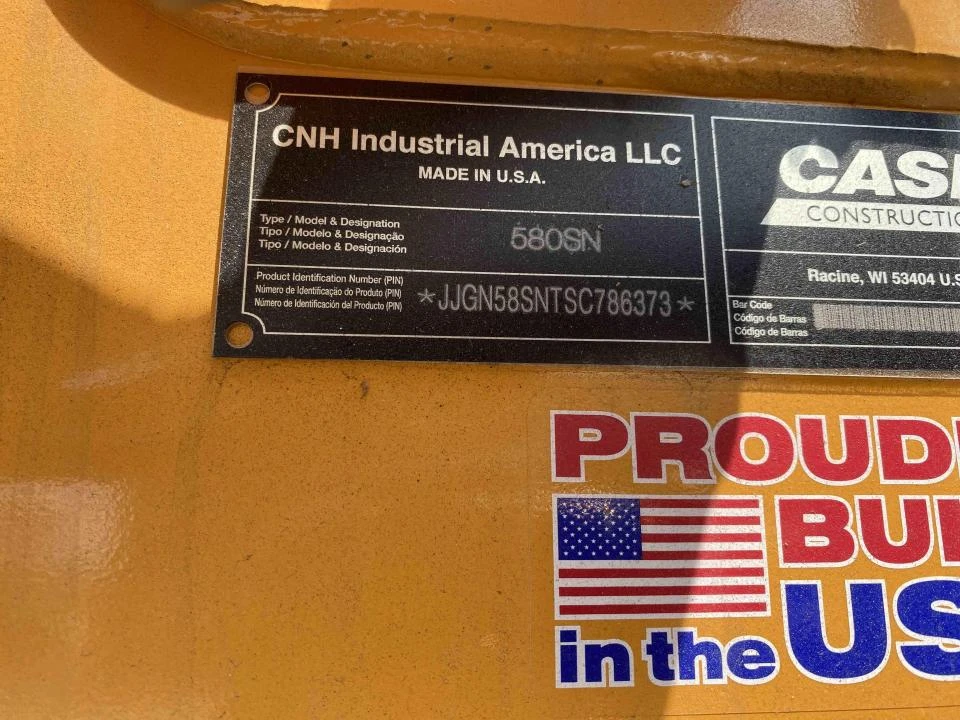 CNH Industrial America LLC
MADE IN U.S.A.
Type / Model & Designation
Tipo / Modelo & Designação
Tipo / Modelo & Designación
580SN
Product Identification Number (PIN)
Número de Identificação do Produto (PIN)
Número de Identificación del Producto (PIN)
*JJGN58SNTSC786373*
CAS
CONSTRUCTIO
Racine, WI 53404 U.S
Bar Code
Código de Barras
Código de Barras
PROUD
BUI
in the US